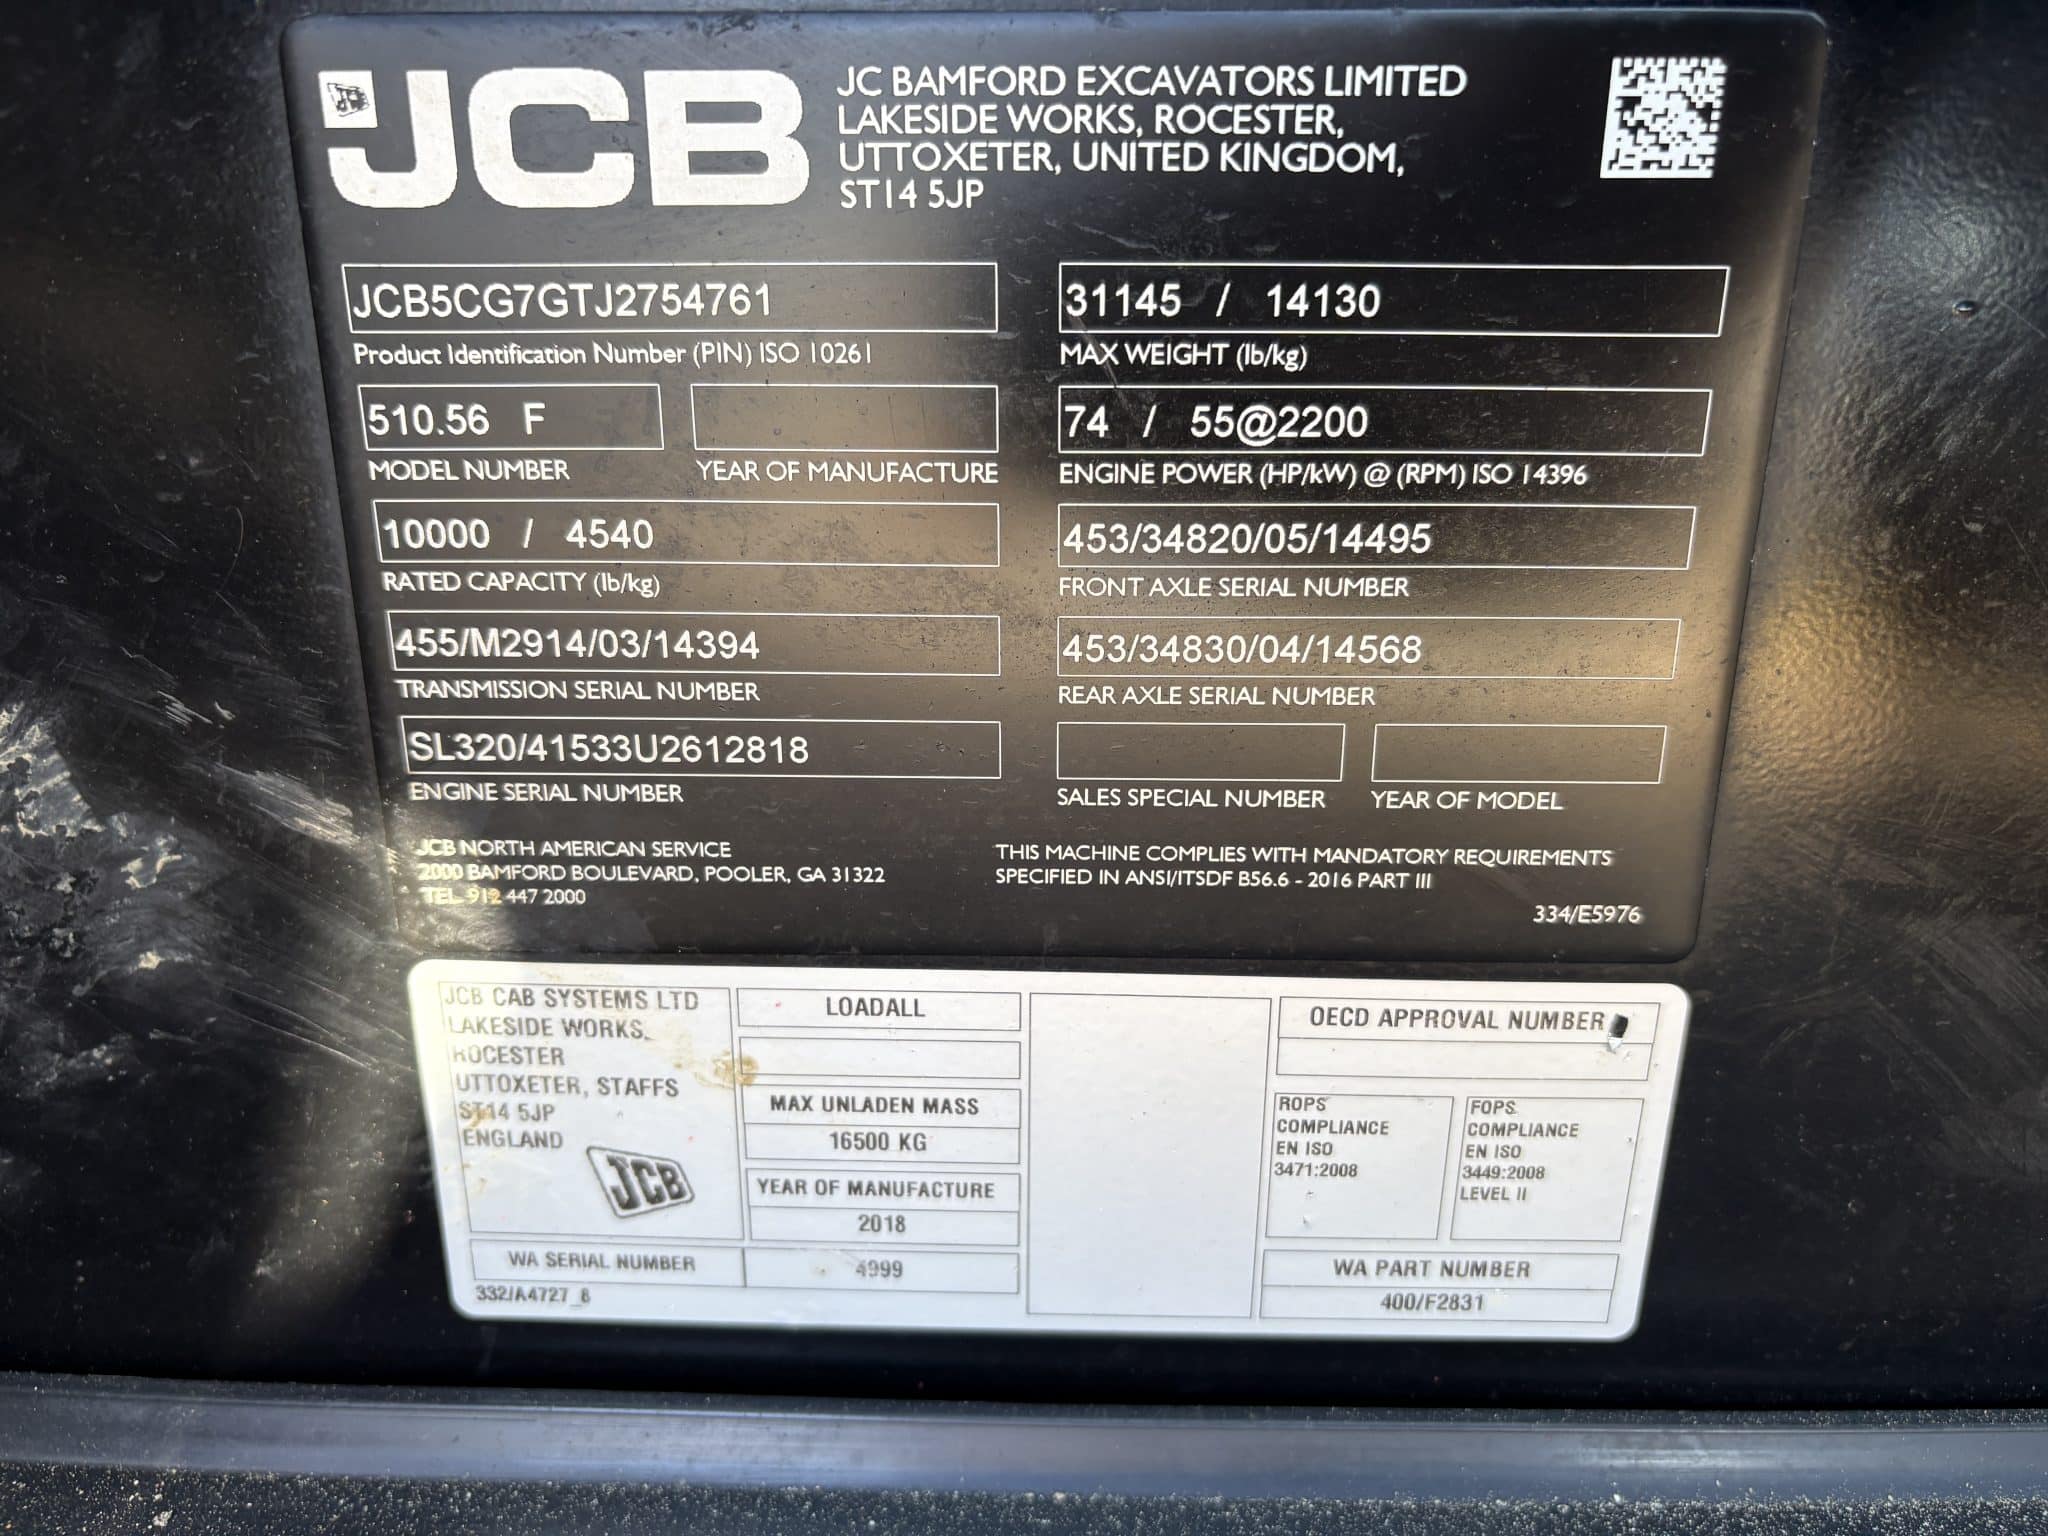 JCB
JC BAMFORD EXCAVATORS LIMITED
LAKESIDE WORKS, ROCESTER,
UTTOXETER, UNITED KINGDOM,
ST14 5JP
JCB5CG7GTJ2754761
Product Identification Number (PIN) ISO 10261
31145 / 14130
MAX WEIGHT (lb/kg)
510.56 F
MODEL NUMBER
YEAR OF MANUFACTURE
74 / 55@2200
ENGINE POWER (HP/kW) @ (RPM) ISO 14396
10000 / 4540
RATED CAPACITY (lb/kg)
453/34820/05/14495
FRONT AXLE SERIAL NUMBER
455/M2914/03/14394
TRANSMISSION SERIAL NUMBER
453/34830/04/14568
REAR AXLE SERIAL NUMBER
SL320/41533U2612818
ENGINE SERIAL NUMBER
SALES SPECIAL NUMBER
YEAR OF MODEL
JCB NORTH AMERICAN SERVICE
2000 BAMFORD BOULEVARD, POOLER, GA 31322
TEL 912 447 2000
THIS MACHINE COMPLIES WITH MANDATORY REQUIREMENTS
SPECIFIED IN ANSI/ITSDF B56.6 - 2016 PART III
334/E5976
JCB CAB SYSTEMS LTD
LAKESIDE WORKS,
ROCESTER
UTTOXETER, STAFFS
ST14 5JP
ENGLAND
JCB
WA SERIAL NUMBER
332/A4727_8
LOADALL
MAX UNLADEN MASS
16500 KG
YEAR OF MANUFACTURE
2018
4999
OECD APPROVAL NUMBER
ROPS
COMPLIANCE
EN ISO
3471:2008
FOPS
COMPLIANCE
EN ISO
3449:2008
LEVEL II
WA PART NUMBER
400/F2831